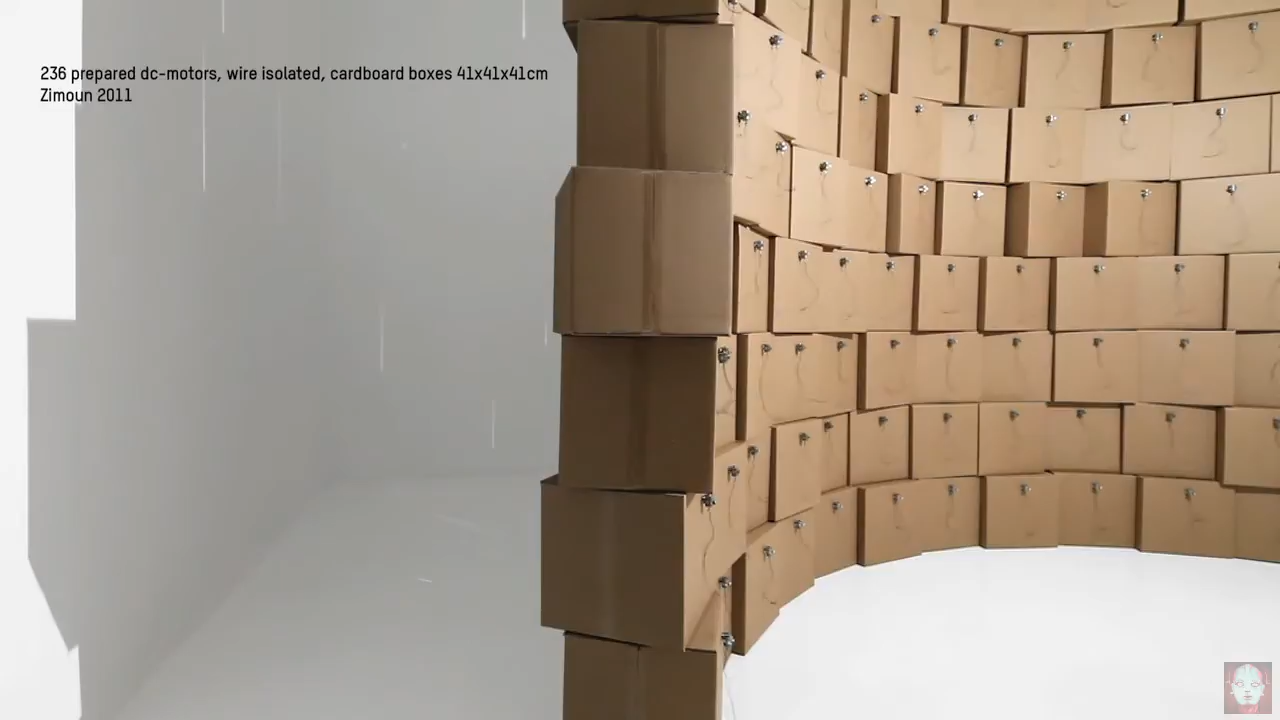 236 prepared dc-motors, wire isolated, cardboard boxes 41x41x41cm
Zimoun 2011